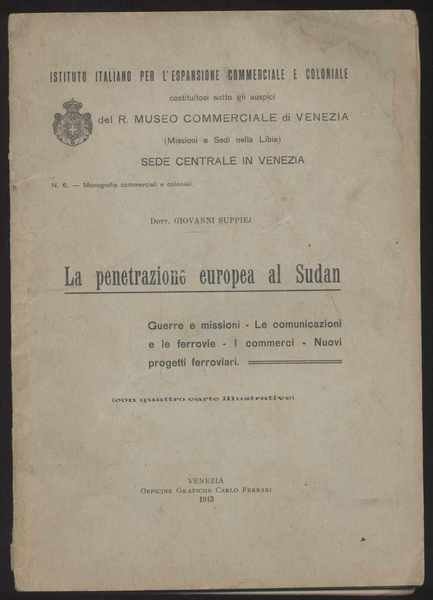 ISTITUTO ITALIANO PER L'ESPANSIONE COMMERCIALE E COLONIALE
costituitosi sotto gli auspici
del R. MUSEO COMMERCIALE di VENEZIA
(Missioni e Sedi nella Libia)
SEDE CENTRALE IN VENEZIA
N. 6. — Monografie commerciali e coloniali.
Dott. GIOVANNI SUPPIEJ
La penetrazione europea al Sudan
Guerre e missioni - Le comunicazioni
e le ferrovie - I commerci - Nuovi
progetti ferroviari.
(con quattro carte illustrative)
VENEZIA
Officine Grafiche Carlo Ferrari
1913